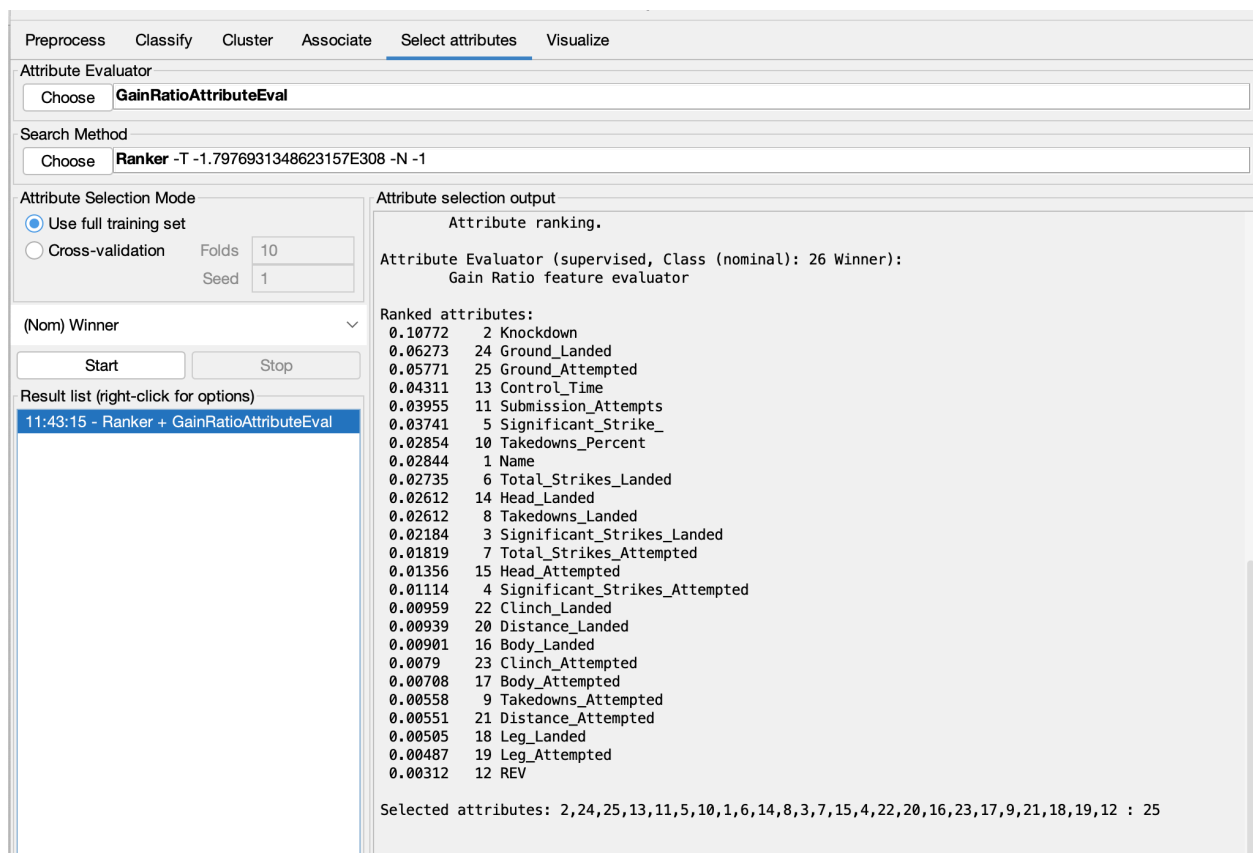 Preprocess Classify Cluster Associate Select attributes Visualize
Attribute Evaluator
Choose GainRatioAttributeEval
Search Method
Choose Ranker -T -1.7976931348623157E308 -N -1
Attribute Selection Mode
Use full training set
Cross-validation Folds 10
Seed 1
(Nom) Winner
Start Stop
Result list (right-click for options)
11:43:15 - Ranker + GainRatioAttributeEval
Attribute selection output
Attribute ranking.
Attribute Evaluator (supervised, Class (nominal): 26 Winner):
Gain Ratio feature evaluator
Ranked attributes:
0.10772 2 Knockdown
0.06273 24 Ground_Landed
0.05771 25 Ground_Attempted
0.04311 13 Control_Time
0.03955 11 Submission_Attempts
0.03741 5 Significant_Strike_
0.02854 10 Takedowns_Percent
0.02844 1 Name
0.02735 6 Total_Strikes_Landed
0.02612 14 Head_Landed
0.02612 8 Takedowns_Landed
0.02184 3 Significant_Strikes_Landed
0.01819 7 Total_Strikes_Attempted
0.01356 15 Head_Attempted
0.01114 4 Significant_Strikes_Attempted
0.00959 22 Clinch_Landed
0.00939 20 Distance_Landed
0.00901 16 Body_Landed
0.0079 23 Clinch_Attempted
0.00708 17 Body_Attempted
0.00558 9 Takedowns_Attempted
0.00551 21 Distance_Attempted
0.00505 18 Leg_Landed
0.00487 19 Leg_Attempted
0.00312 12 REV
Selected attributes: 2,24,25,13,11,5,10,1,6,14,8,3,7,15,4,22,20,16,23,17,9,21,18,19,12 : 25